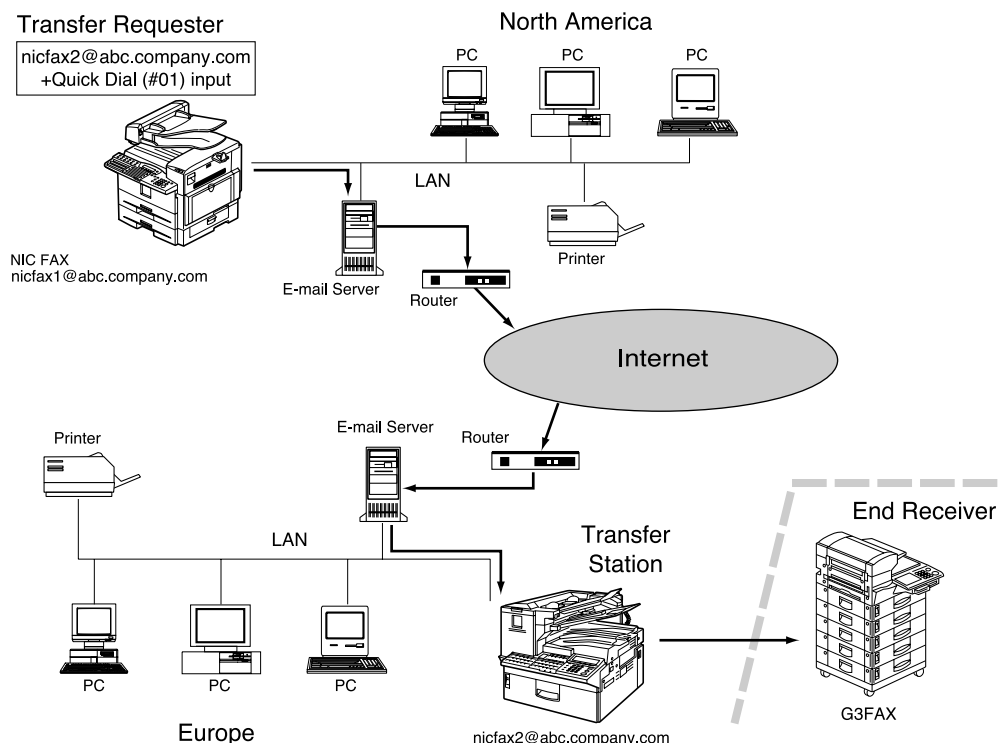 Transfer Requester
nicfax2@abc.company.com
+Quick Dial (#01) input
NIC FAX
nicfax1@abc.company.com
North America
PC
PC
PC
LAN
E-mail Server
Router
Printer
Internet
Printer
E-mail Server
Router
LAN
PC
PC
PC
Europe
Transfer
Station
nicfax2@abc.company.com
End Receiver
G3FAX